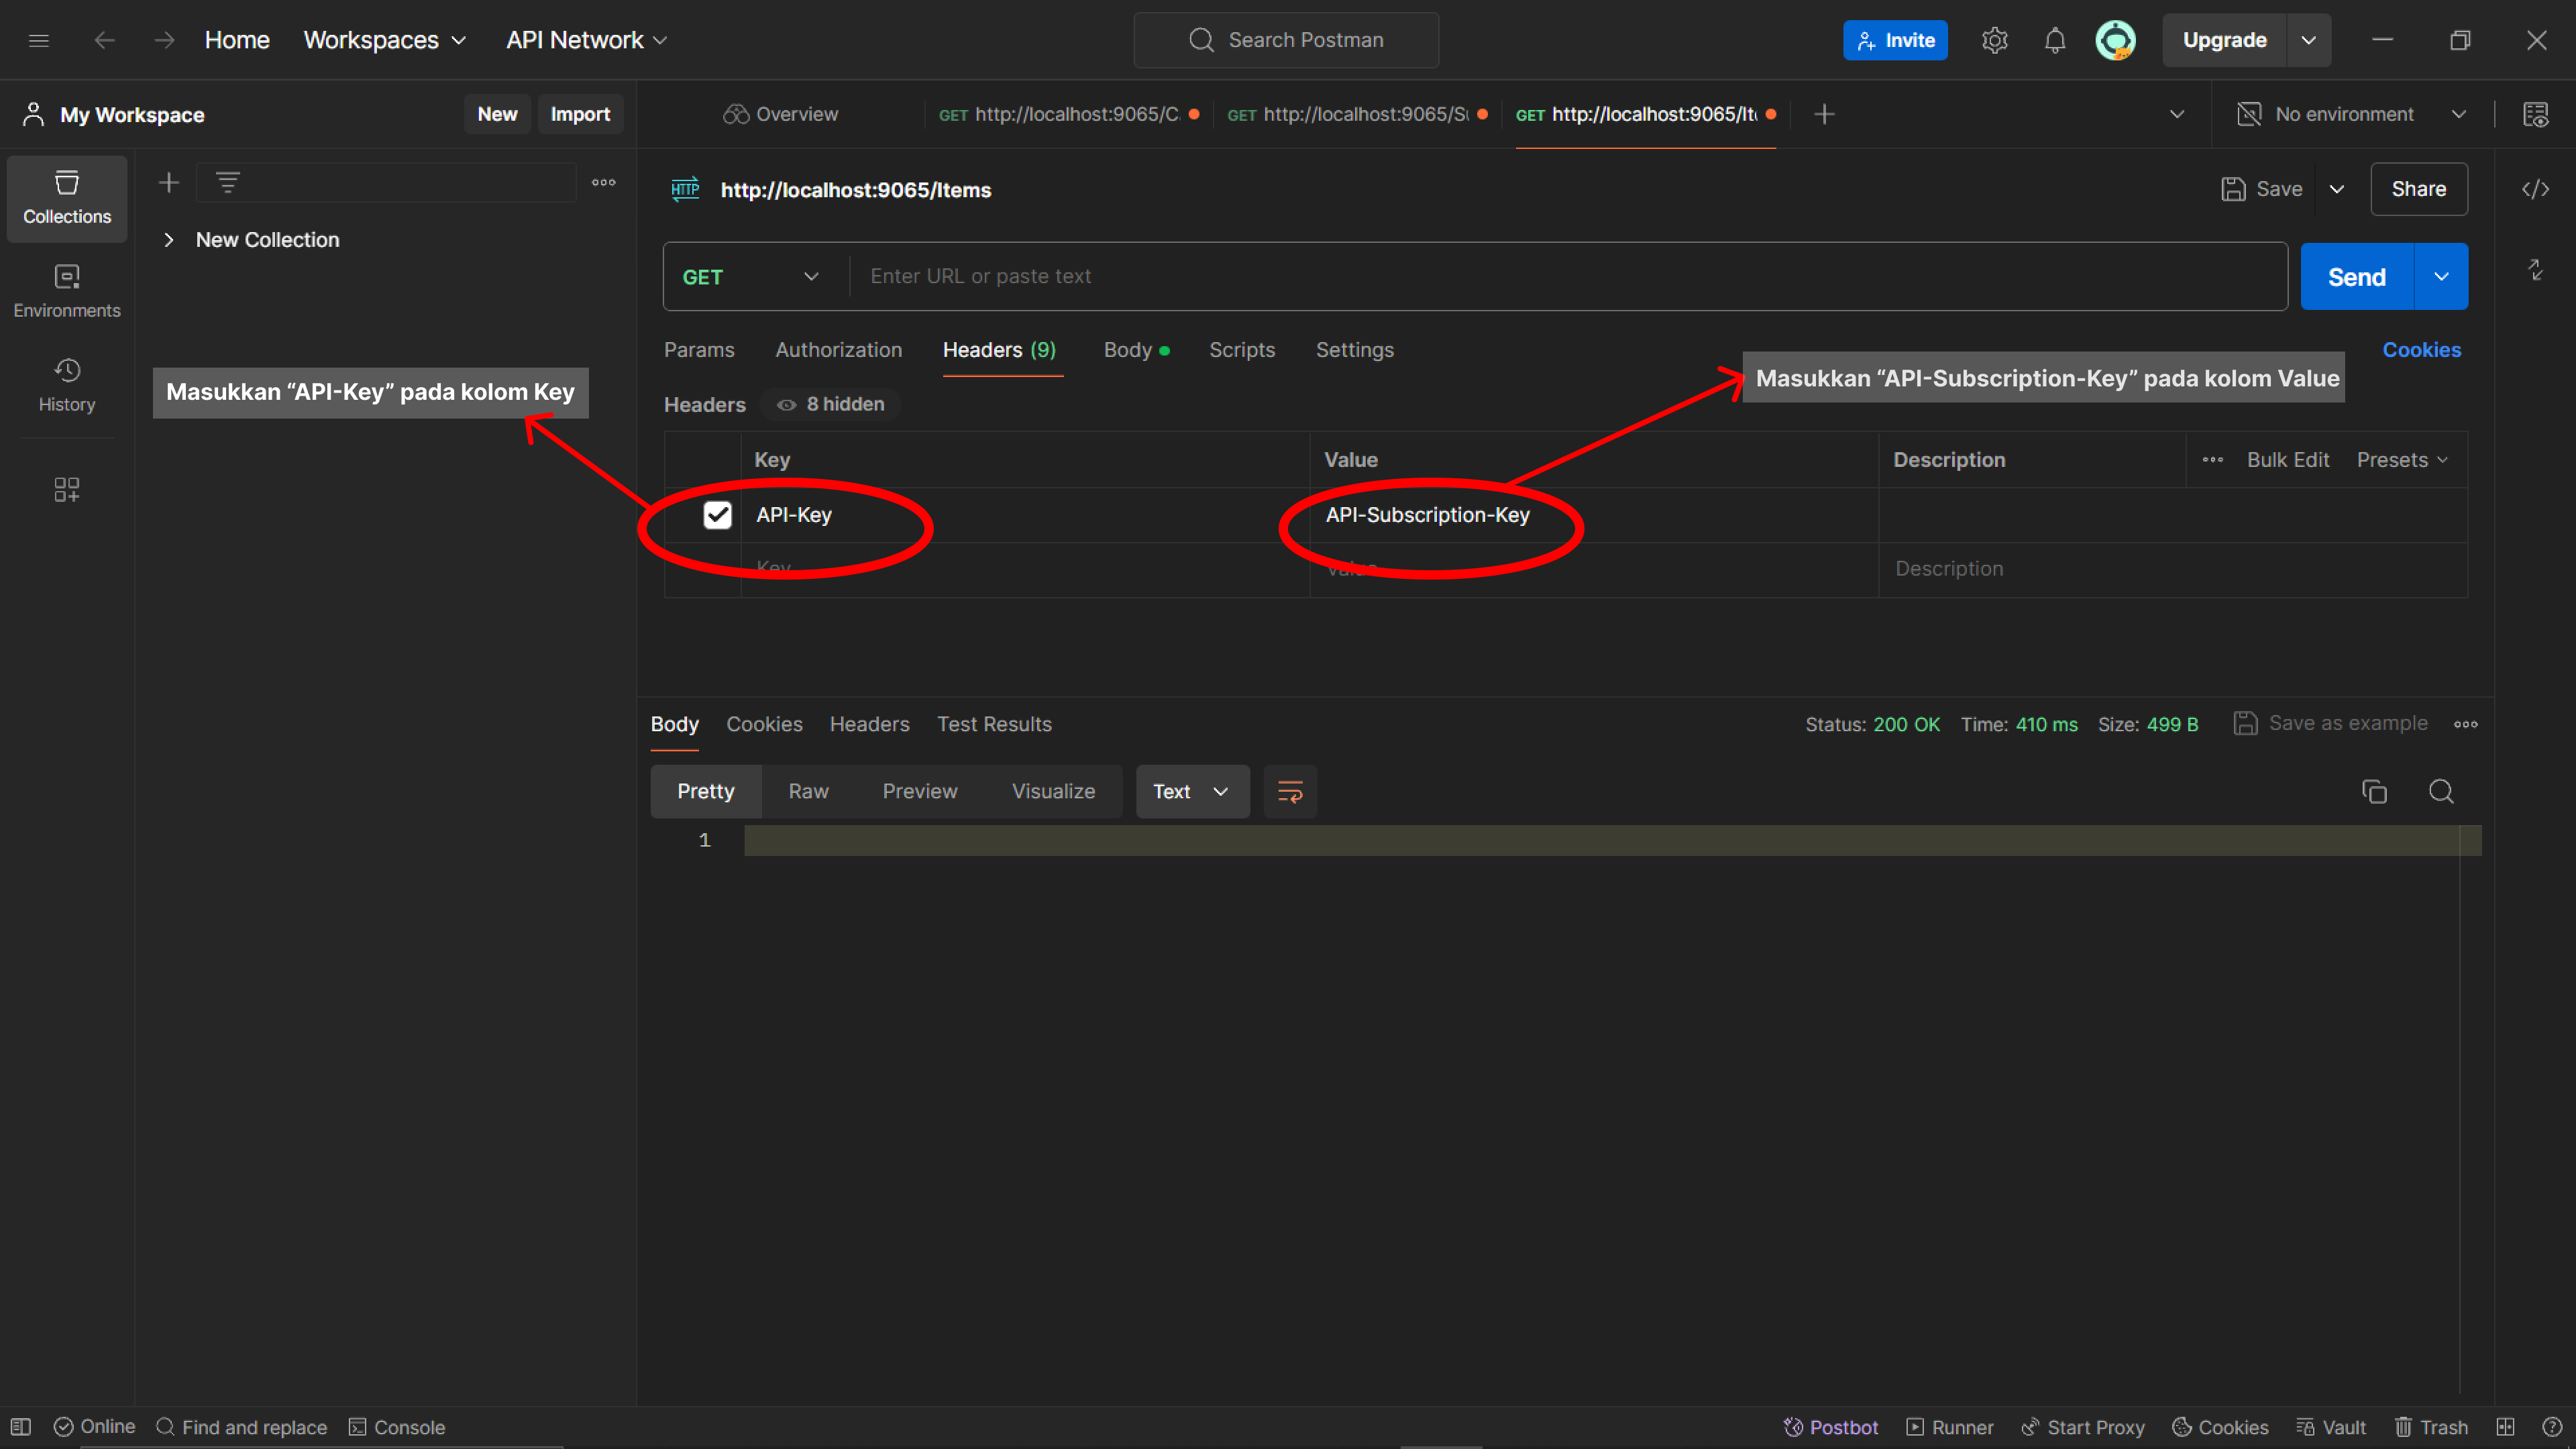 Home Workspaces API Network Search Postman Invite Upgrade
My Workspace New Import Overview GET http://localhost:9065/C GET http://localhost:9065/S GET http://localhost:9065/It No environment
Collections
http://localhost:9065/Items Save Share
New Collection
GET Enter URL or paste text Send
Environments
Params Authorization Headers (9) Body Scripts Settings Cookies
Masukkan “API-Key” pada kolom Key
Masukkan “API-Subscription-Key” pada kolom Value
History
Headers 8 hidden
Key Value Description Bulk Edit Presets
API-Key API-Subscription-Key
Key Value Description
Body Cookies Headers Test Results Status: 200 OK Time: 410 ms Size: 499 B Save as example
Pretty Raw Preview Visualize Text
1
Online Find and replace Console Postbot Runner Start Proxy Cookies Vault Trash